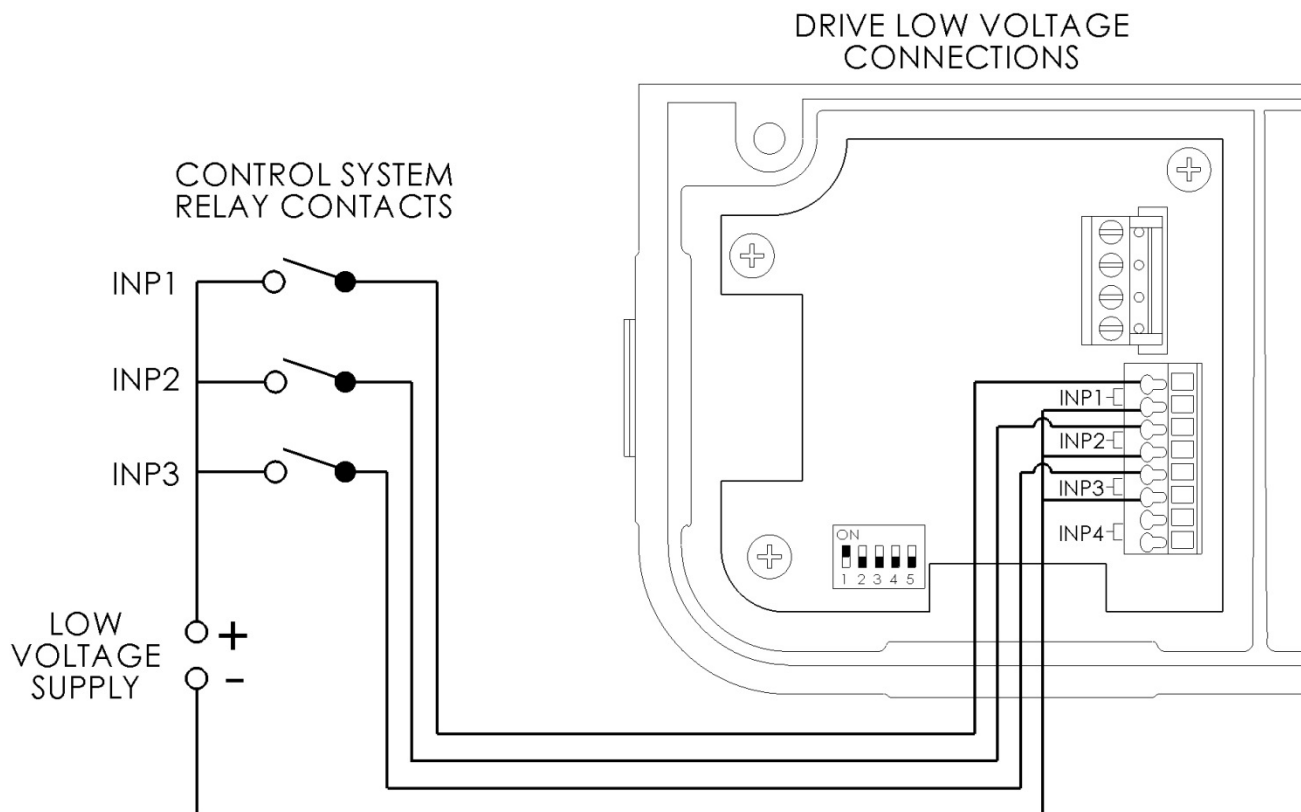 DRIVE LOW VOLTAGE
CONNECTIONS
CONTROL SYSTEM
RELAY CONTACTS
INP1
INP2
INP3
INP1
INP2
INP3
INP4
ON
1 2 3 4 5
LOW
VOLTAGE
SUPPLY
+
-